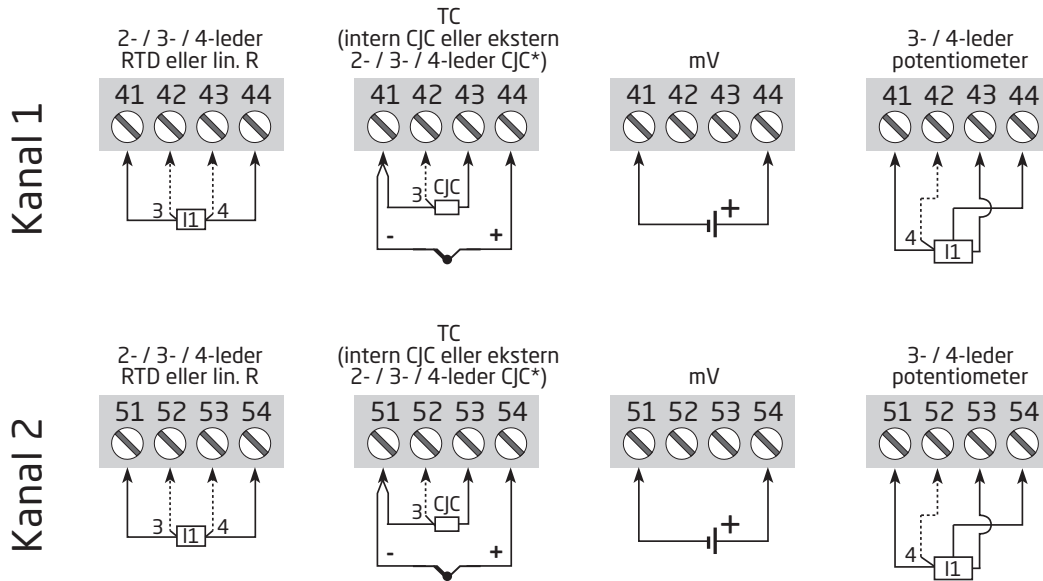 Kanal 1
2- / 3- / 4-leder
RTD eller lin. R
41 42 43 44
3 I1 4
TC
(intern CJC eller ekstern
2- / 3- / 4-leder CJC*)
41 42 43 44
3 CJC
- +
mV
41 42 43 44
+
3- / 4-leder
potentiometer
41 42 43 44
4 I1
Kanal 2
2- / 3- / 4-leder
RTD eller lin. R
51 52 53 54
3 I1 4
TC
(intern CJC eller ekstern
2- / 3- / 4-leder CJC*)
51 52 53 54
3 CJC
- +
mV
51 52 53 54
+
3- / 4-leder
potentiometer
51 52 53 54
4 I1